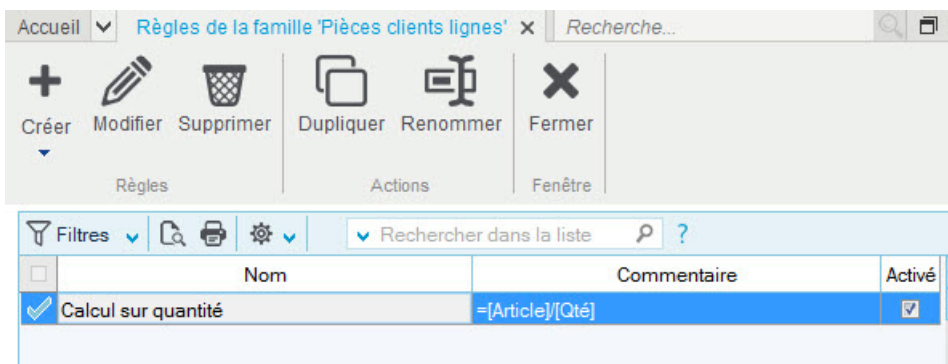 Accueil Règles de la famille 'Pièces clients lignes' Recherche...
Créer Modifier Supprimer Dupliquer Renommer Fermer
Règles Actions Fenêtre
Filtres Rechercher dans la liste ?
Nom Commentaire Activé
Calcul sur quantité =[Article]/[Qté]